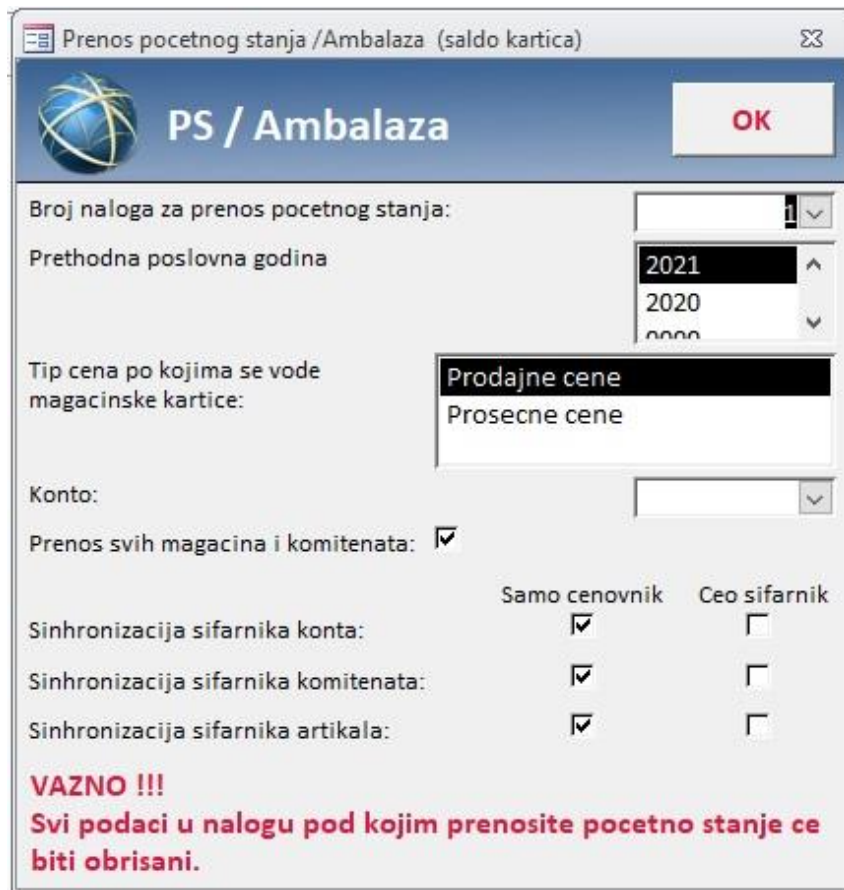 Prenos pocetnog stanja /Ambalaza (saldo kartica)
PS / Ambalaza
OK
Broj naloga za prenos pocetnog stanja:
1
Prethodna poslovna godina
2021
2020
Tip cena po kojima se vode
magacinske kartice:
Prodajne cene
Prosecne cene
Konto:
Prenos svih magacina i komitenata:
Samo cenovnik Ceo sifarnik
Sinhronizacija sifarnika konta:
Sinhronizacija sifarnika komitenata:
Sinhronizacija sifarnika artikala:
VAZNO !!!
Svi podaci u nalogu pod kojim prenosite pocetno stanje ce
biti obrisani.